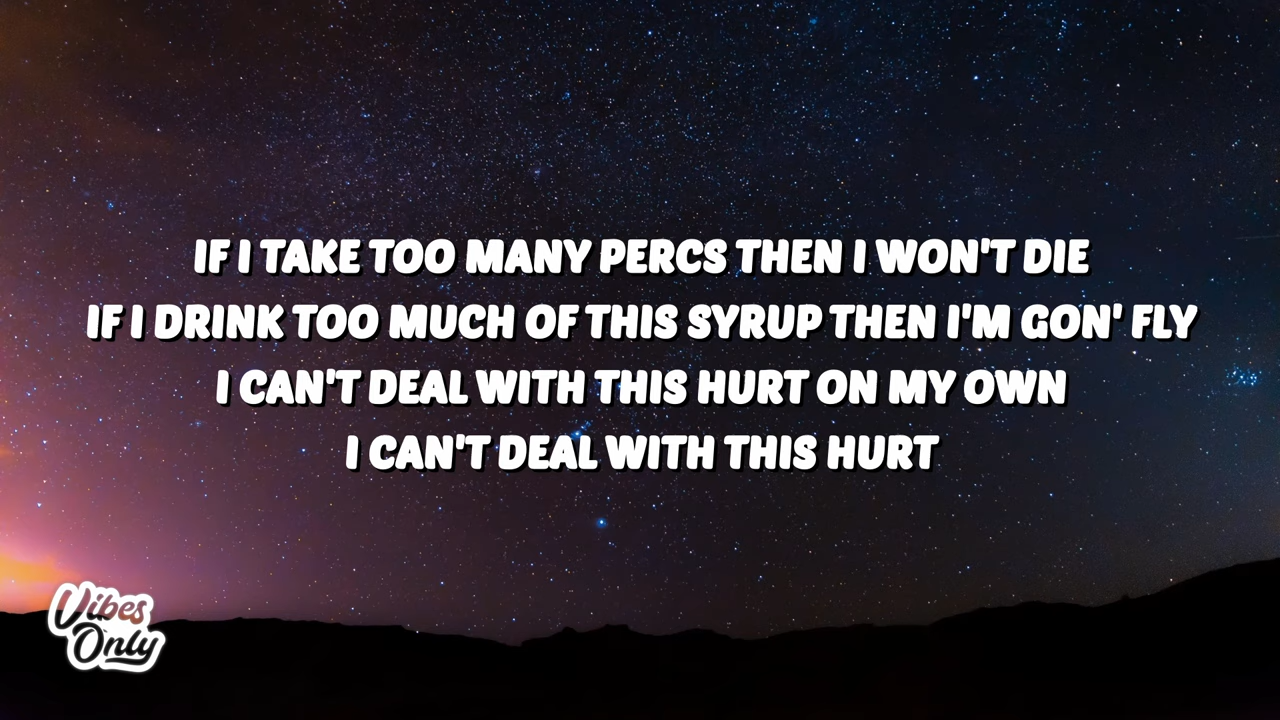 IF I TAKE TOO MANY PERCS THEN I WON'T DIE
IF I DRINK TOO MUCH OF THIS SYRUP THEN I'M GON' FLY
I CAN'T DEAL WITH THIS HURT ON MY OWN
I CAN'T DEAL WITH THIS HURT
Vibes
Only